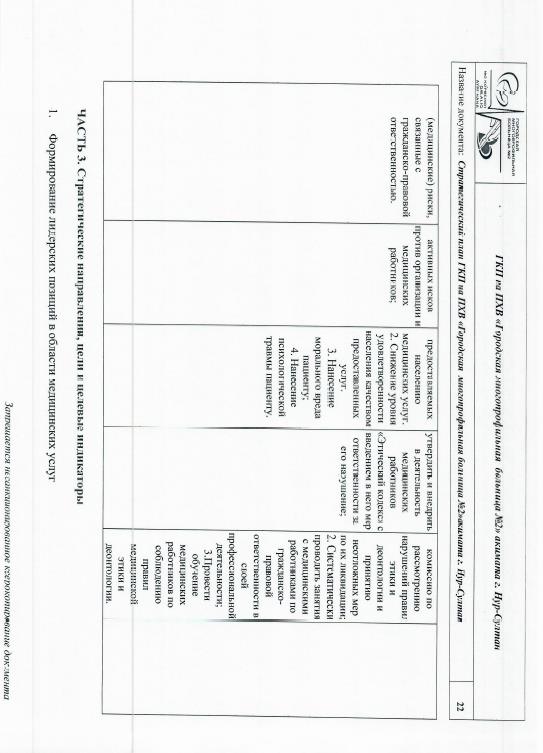 ГОРОДСКАЯ
МНОГОПРОФИЛЬНАЯ
БОЛЬНИЦА №2
ГКП на ПХВ «Городская многопрофильная больница №2» акимата г. Нур-Султан
Название документа: Стратегический план ГКП на ПХВ «Городская многопрофильная больница №2»акимата г. Нур-Султан
22
(медицинские) риски,
связанные с
гражданско-правовой
ответственностью.
активных исков
против организации и
медицинских
работников;
предоставляемых
населению
медицинских услуг.
2. Снижение уровня
удовлетворенности
населения качеством
предоставленных
услуг.
3. Нанесение
морального вреда
пациенту;
4. Нанесение
психологической
травмы пациенту.
утвердить и внедрить
в деятельность
медицинских
работников
«Этический кодекс» с
введением в него мер
ответственности за
его нарушение;
комиссию по
рассмотрению
нарушений правил
этики и
деонтологии и
принятию
неотложных мер
по их ликвидации;
2. Систематически
проводить занятия
с медицинскими
работниками по
гражданско-
правовой
ответственности в
своей
профессиональной
деятельности;
3.Провести
обучение
медицинских
работников по
соблюдению
правил
медицинской
этики и
деонтологии.
ЧАСТЬ 3. Стратегические направления, цели и целевые индикаторы
1. Формирование лидерских позиций в области медицинских услуг
Запрещается несанкционированное ксерокопирование документа